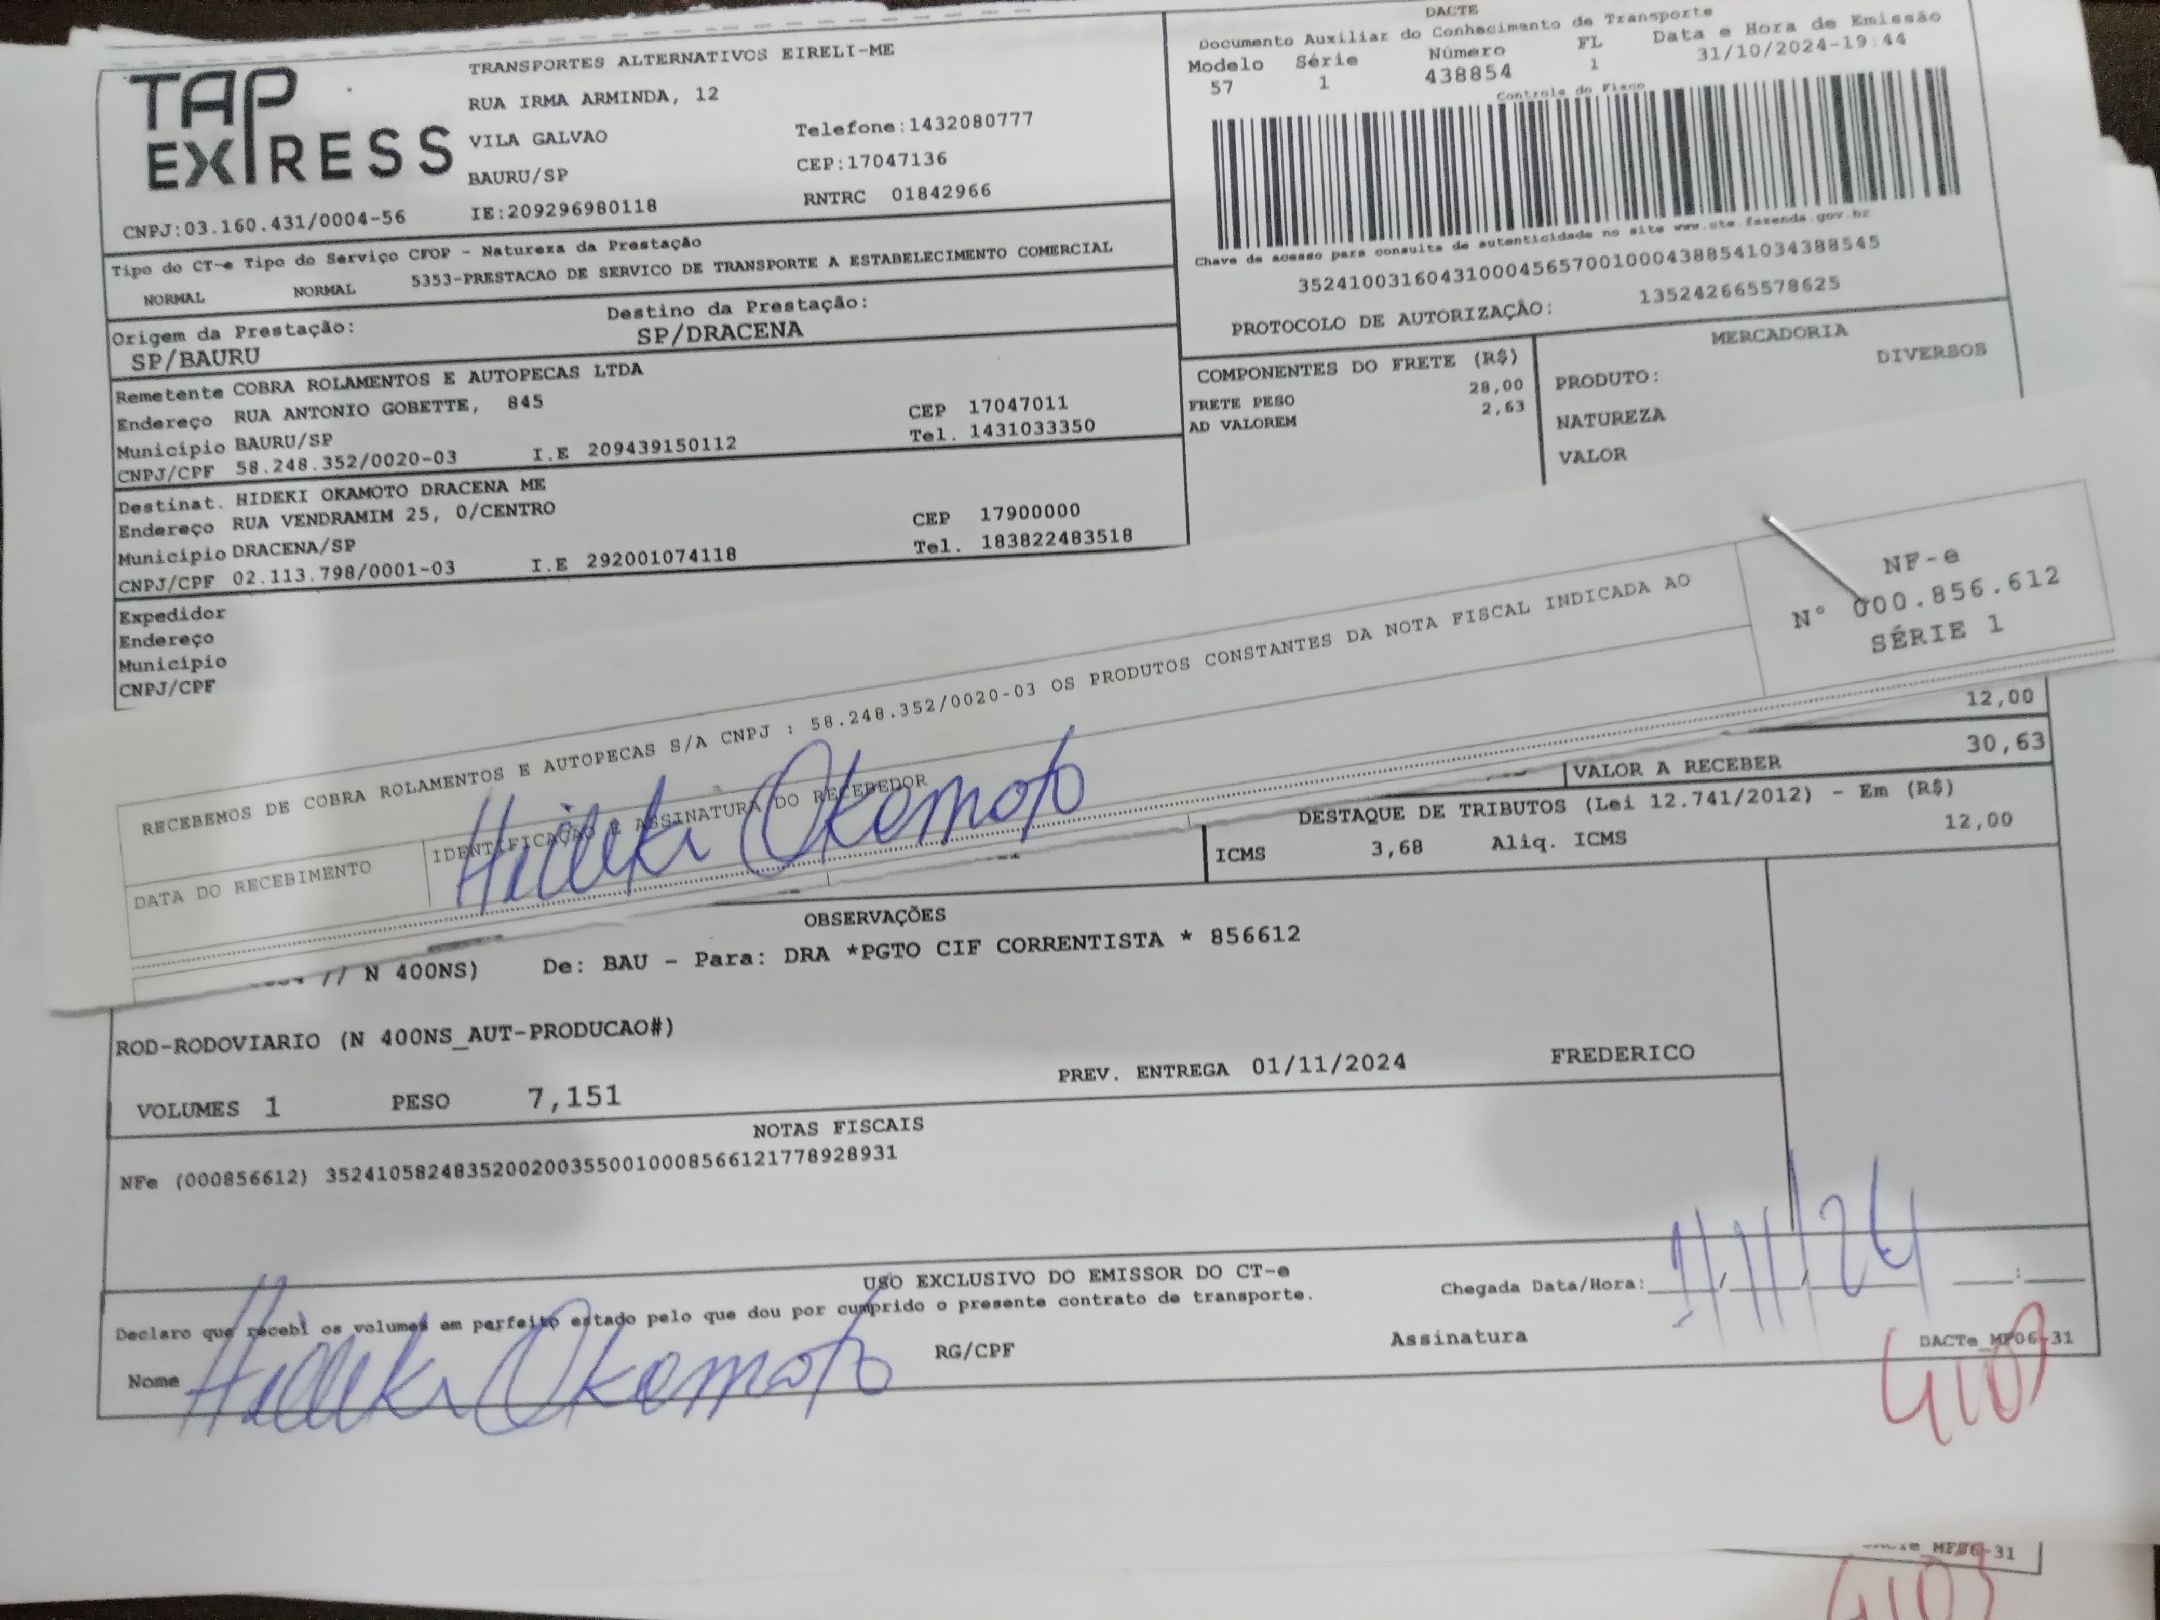 TAP EXPRESS
TRANSPORTES ALTERNATIVOS EIRELI-ME
RUA IRMA ARMINDA, 12
VILA GALVAO Telefone:1432080777
BAURU/SP CEP:17047136
CNPJ:03.160.431/0004-56 IE:209296980118 RNTRC 01842966
DACTE
Documento Auxiliar do Conhecimento de Transporte
Modelo Série Número FL Data e Hora de Emissão
57 1 438854 1 31/10/2024-19:44
Controle do Fisco
Chave de acesso para consulta de autenticidade no site www.cte.fazenda.gov.br
35241003160431000456570010004388541034388545
PROTOCOLO DE AUTORIZAÇÃO: 135242665578625
Tipo do CT-e Tipo do Serviço CFOP - Natureza da Prestação
NORMAL NORMAL 5353-PRESTACAO DE SERVICO DE TRANSPORTE A ESTABELECIMENTO COMERCIAL
Origem da Prestação: Destino da Prestação:
SP/BAURU SP/DRACENA
Remetente COBRA ROLAMENTOS E AUTOPECAS LTDA
Endereço RUA ANTONIO GOBETTE, 845 CEP 17047011
Município BAURU/SP Tel. 1431033350
CNPJ/CPF 58.248.352/0020-03 I.E 209439150112
Destinat. HIDEKI OKAMOTO DRACENA ME
Endereço RUA VENDRAMIM 25, 0/CENTRO CEP 17900000
Município DRACENA/SP Tel. 183822483518
CNPJ/CPF 02.113.798/0001-03 I.E 292001074118
Expedidor
Endereço
Município
CNPJ/CPF
COMPONENTES DO FRETE (R$)
FRETE PESO 28,00
AD VALOREM 2,63
MERCADORIA
PRODUTO: DIVERSOS
NATUREZA
VALOR
RECEBEMOS DE COBRA ROLAMENTOS E AUTOPECAS S/A CNPJ : 58.248.352/0020-03 OS PRODUTOS CONSTANTES DA NOTA FISCAL INDICADA AO
NF-e
N° 000.856.612
SÉRIE 1
DATA DO RECEBIMENTO IDENTIFICAÇÃO E ASSINATURA DO RECEBEDOR
Hideki Okamoto
12,00
VALOR A RECEBER 30,63
DESTAQUE DE TRIBUTOS (Lei 12.741/2012) - Em (R$)
ICMS 3,68 Aliq. ICMS 12,00
OBSERVAÇÕES
// N 400NS) De: BAU - Para: DRA *PGTO CIF CORRENTISTA * 856612
ROD-RODOVIARIO (N 400NS_AUT-PRODUCAO#)
VOLUMES 1 PESO 7,151 PREV. ENTREGA 01/11/2024 FREDERICO
NOTAS FISCAIS
NFe (000856612) 35241058248352002003550010008566121778928931
USO EXCLUSIVO DO EMISSOR DO CT-e
Declaro que recebi os volumes em perfeito estado pelo que dou por cumprido o presente contrato de transporte.
Chegada Data/Hora: 1/11/24 :
Nome Hideki Okamoto RG/CPF Assinatura
DACTe_MF06-31
MF06-31